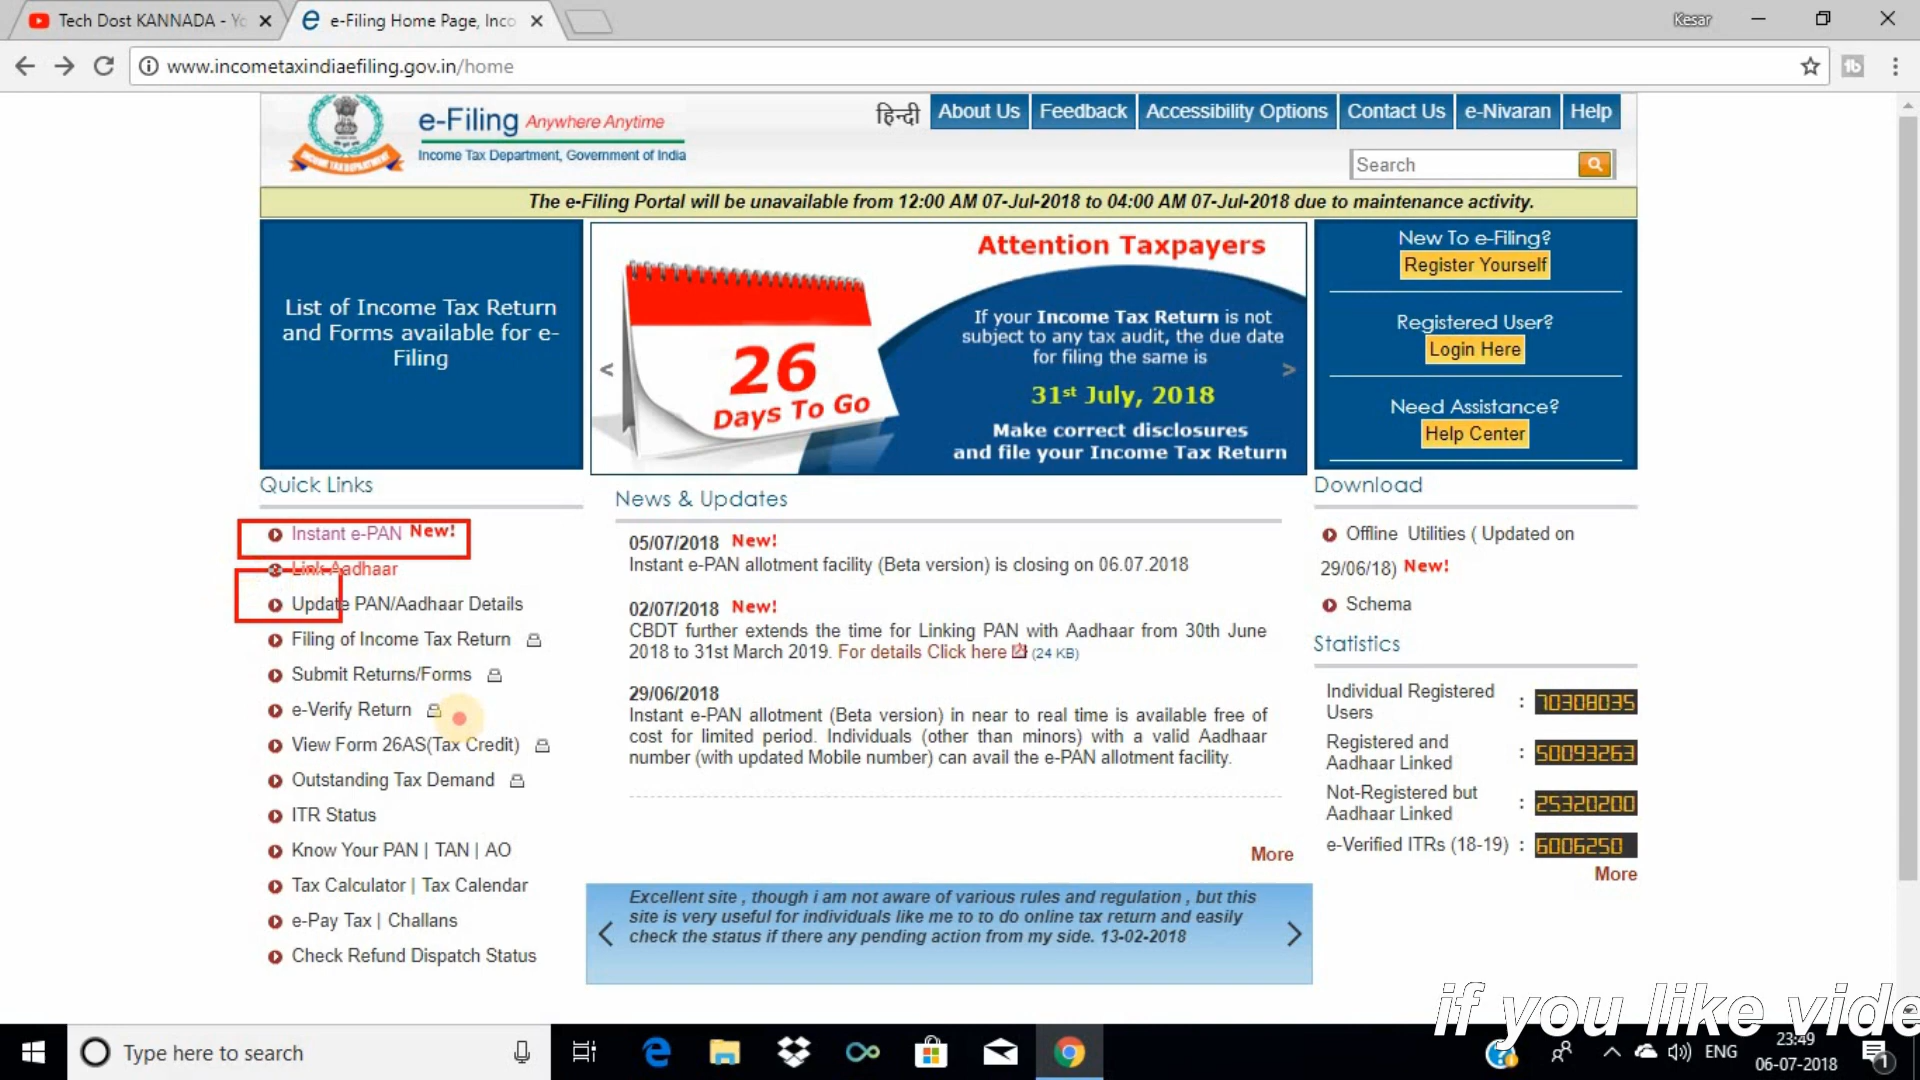 Tech Dost KANNADA - Yo
e-Filing Home Page, Inco
Kesar
www.incometaxindiaefiling.gov.in/home
e-Filing Anywhere Anytime
Income Tax Department, Government of India
हिन्दी About Us Feedback Accessibility Options Contact Us e-Nivaran Help
Search
The e-Filing Portal will be unavailable from 12:00 AM 07-Jul-2018 to 04:00 AM 07-Jul-2018 due to maintenance activity.
List of Income Tax Return
and Forms available for e-
Filing
26
Days To Go
Attention Taxpayers
If your Income Tax Return is not
subject to any tax audit, the due date
for filing the same is
31st July, 2018
Make correct disclosures
and file your Income Tax Return
New To e-Filing?
Register Yourself
Registered User?
Login Here
Need Assistance?
Help Center
Quick Links
Instant e-PAN New!
Link Aadhaar
Update PAN/Aadhaar Details
Filing of Income Tax Return
Submit Returns/Forms
e-Verify Return
View Form 26AS(Tax Credit)
Outstanding Tax Demand
ITR Status
Know Your PAN | TAN | AO
Tax Calculator | Tax Calendar
e-Pay Tax | Challans
Check Refund Dispatch Status
News & Updates
05/07/2018 New!
Instant e-PAN allotment facility (Beta version) is closing on 06.07.2018
02/07/2018 New!
CBDT further extends the time for Linking PAN with Aadhaar from 30th June
2018 to 31st March 2019. For details Click here (24 KB)
29/06/2018
Instant e-PAN allotment (Beta version) in near to real time is available free of
cost for limited period. Individuals (other than minors) with a valid Aadhaar
number (with updated Mobile number) can avail the e-PAN allotment facility.
More
Excellent site , though i am not aware of various rules and regulation , but this
site is very useful for individuals like me to to do online tax return and easily
check the status if there any pending action from my side. 13-02-2018
Download
Offline Utilities ( Updated on
29/06/18) New!
Schema
Statistics
Individual Registered
Users : 70308035
Registered and
Aadhaar Linked : 50093263
Not-Registered but
Aadhaar Linked : 25320200
e-Verified ITRs (18-19) : 6006250
More
if you like vide
Type here to search
ENG
23:49
06-07-2018
1